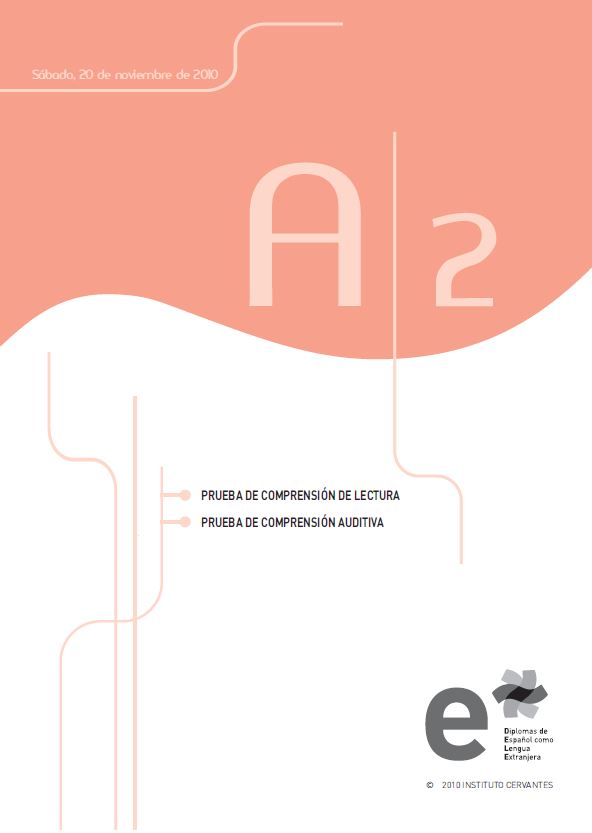 Sábado, 20 de noviembre de 2010
A 2
PRUEBA DE COMPRENSIÓN DE LECTURA
PRUEBA DE COMPRENSIÓN AUDITIVA
e
Diplomas de
Español como
Lengua
Extranjera
© 2010 INSTITUTO CERVANTES